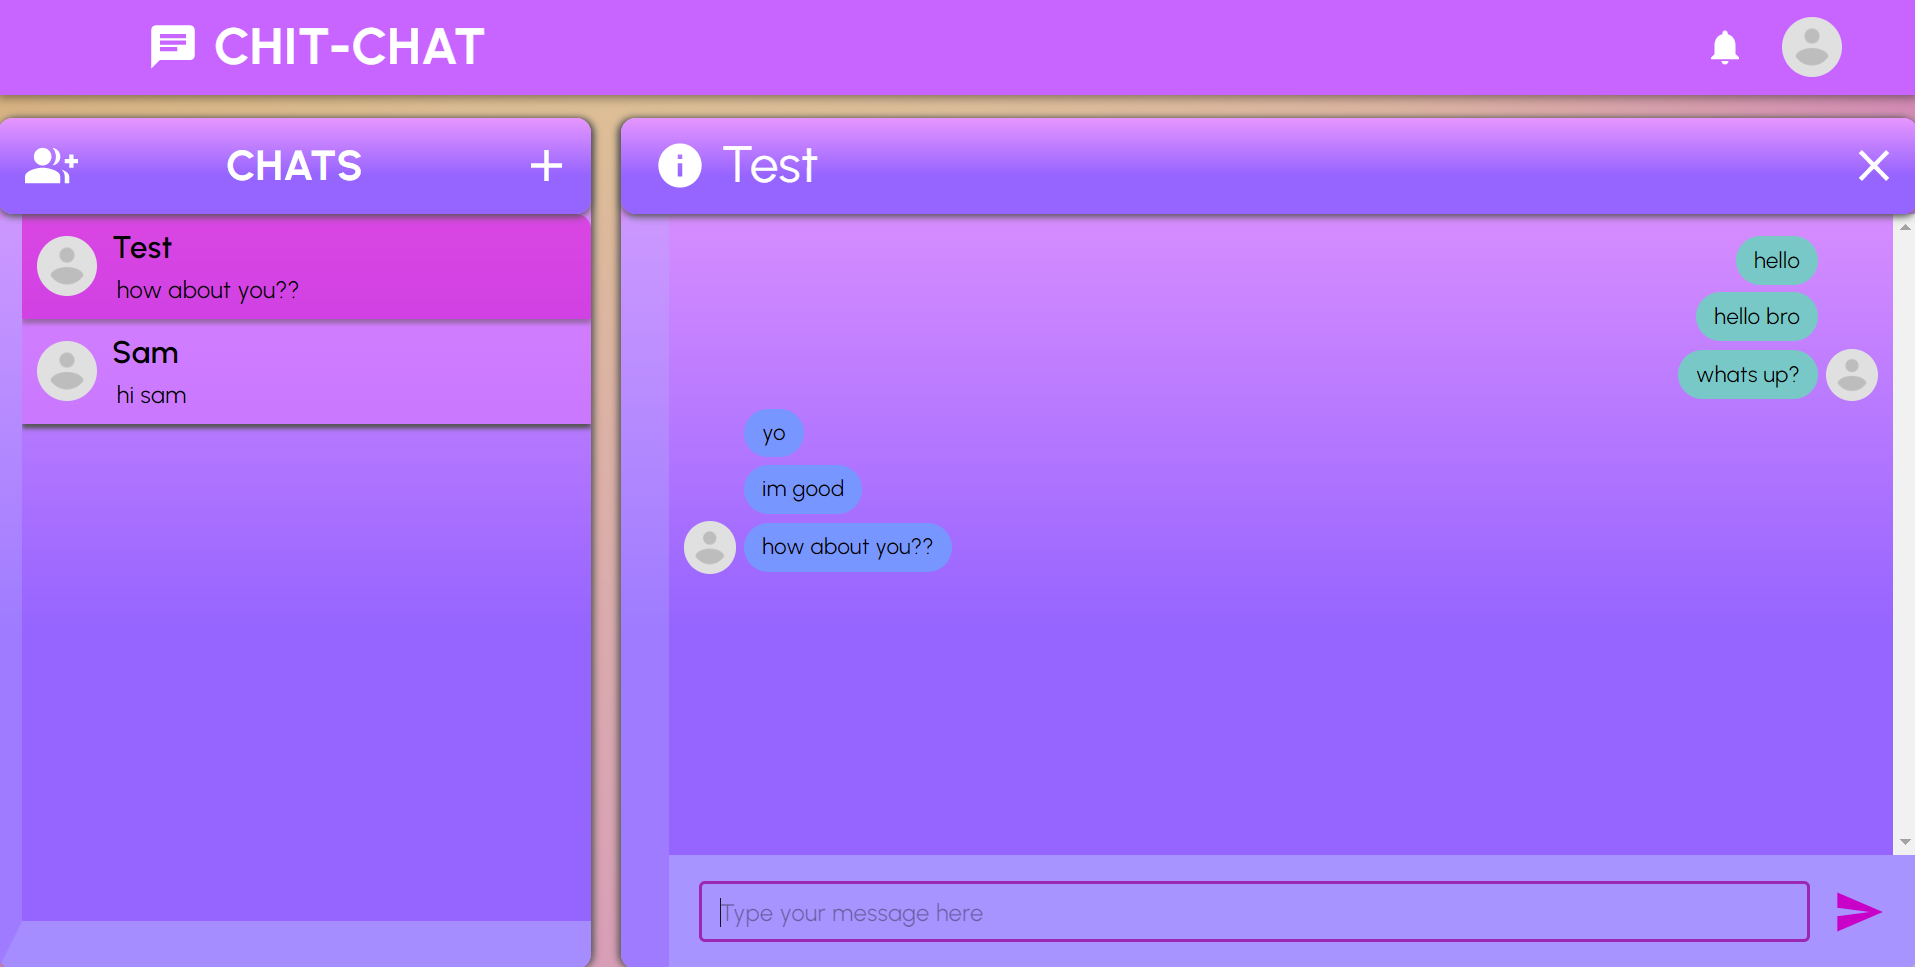 CHIT-CHAT
CHATS
Test
how about you??
Sam
hi sam
Test
hello
hello bro
whats up?
yo
im good
how about you??
Type your message here